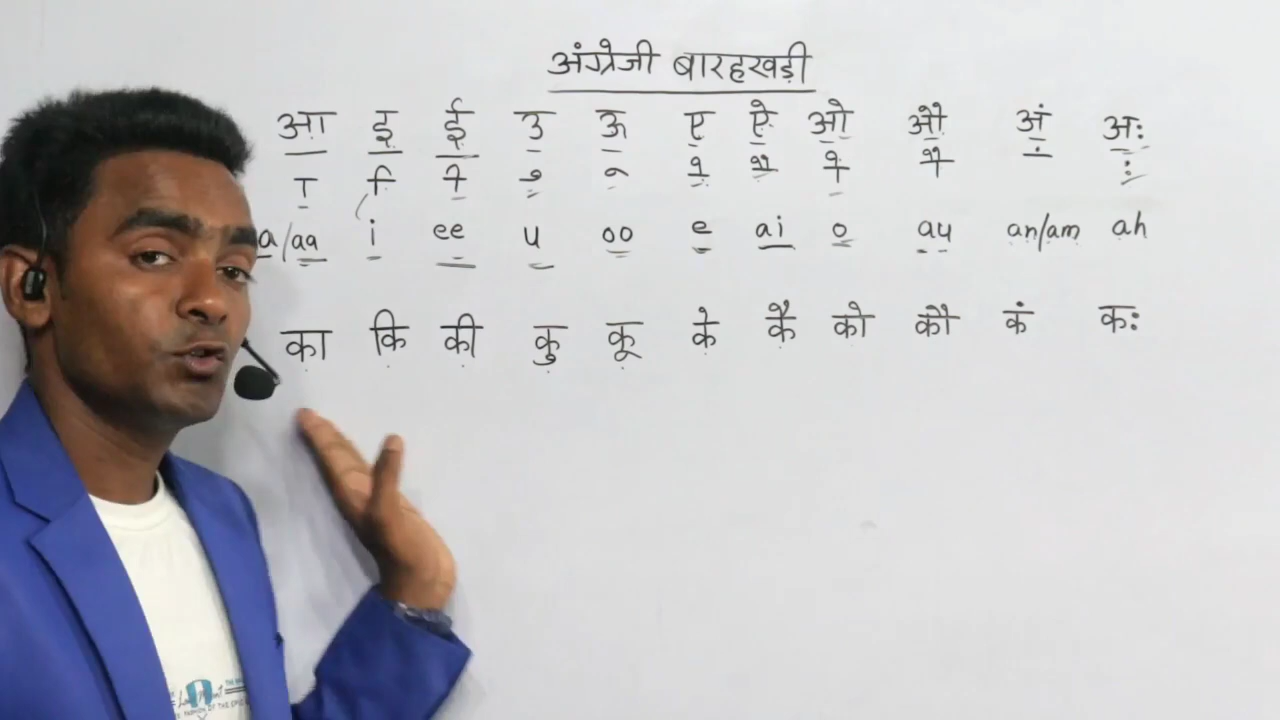 अंग्रेजी बारहखड़ी
आ इ ई उ ऊ ए ऐ ओ औ अं अः
ा ि ी ु ू े ै ो ौ ं ः
a/aa i ee u oo e ai o au an/am ah
का कि की कु कू के कै को कौ कं कः